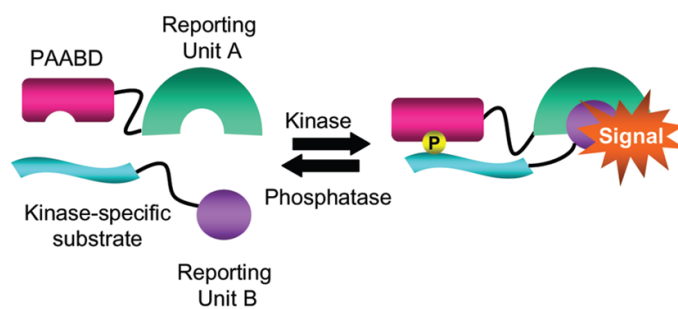 Reporting
Unit A
PAABD
Kinase
P
Signal
Phosphatase
Kinase-specific
substrate
Reporting
Unit B